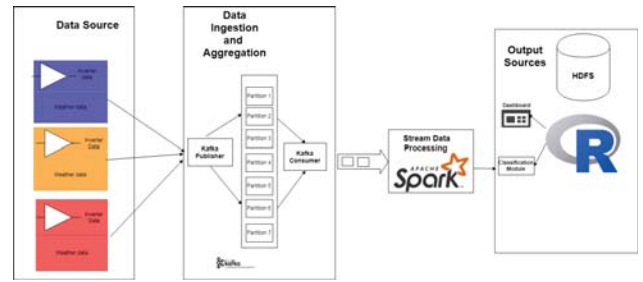 Data Source
Inverter
data
Weather data
Inverter
Data
Weather data
Inverter
Data
Weather data
Data
Ingestion
and
Aggregation
Kafka
Publisher
Partition 1
Partition 2
Partition 3
Partition 4
Partition 5
Partition 6
Partition 7
Kafka
Consumer
kafka
Stream Data
Processing
APACHE
Spark
Output
Sources
HDFS
Dashboard
R
Classification
Module